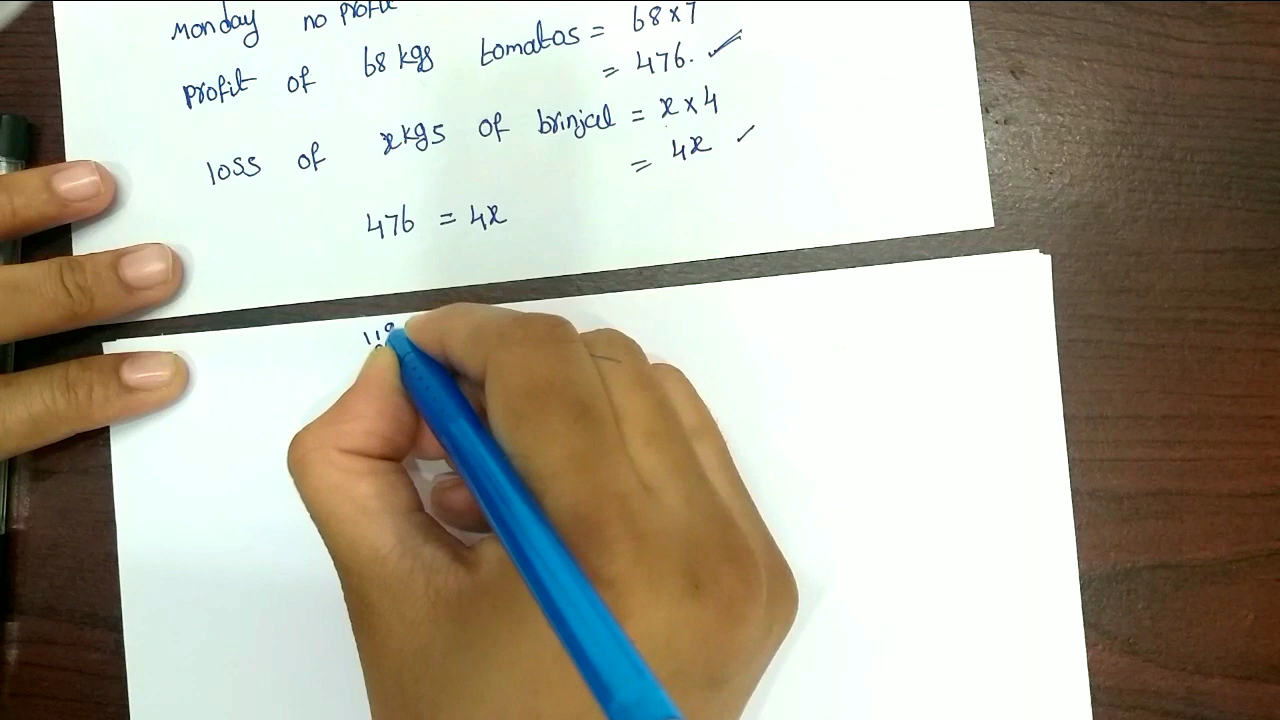 Monday no profit
profit of 68 kgs tomatos = 68 x 7
= 476. ✓
loss of x kgs of brinjal = x x 4
= 4x ✓
476 = 4x